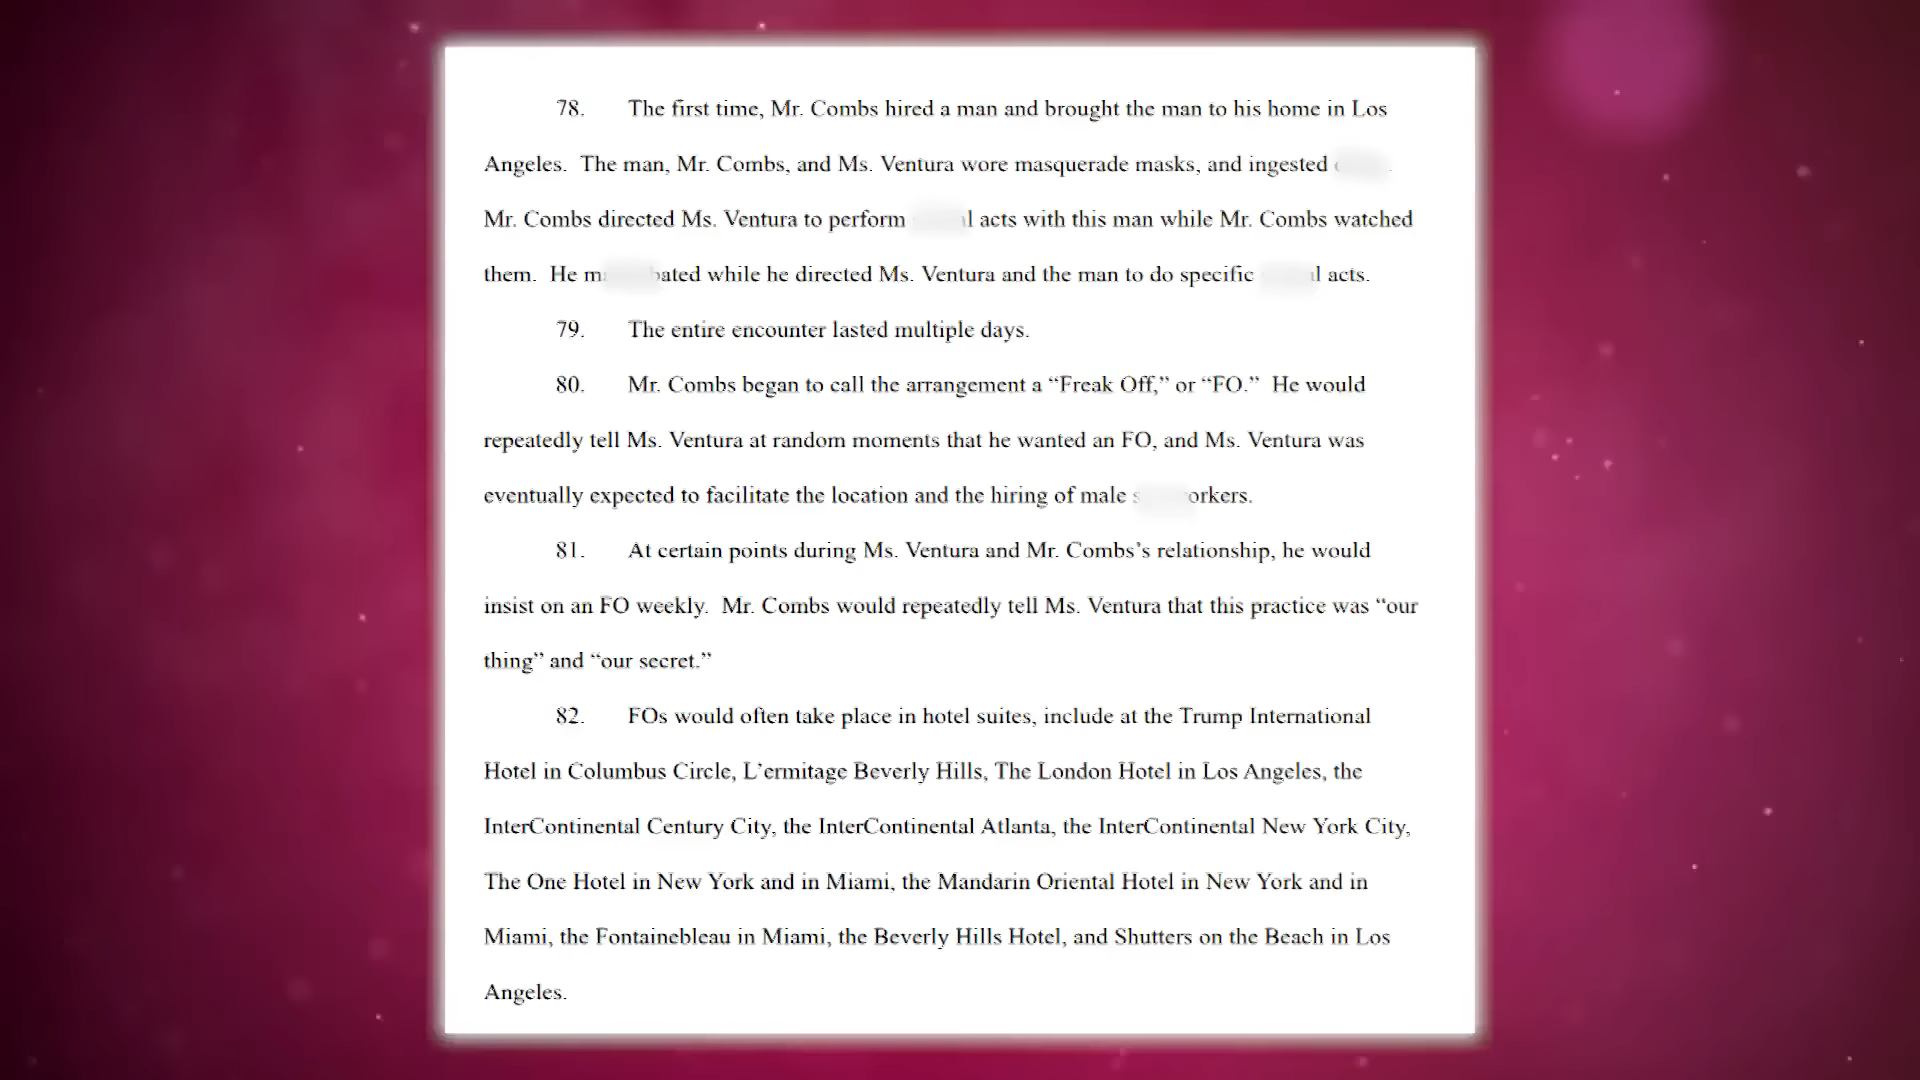 78. The first time, Mr. Combs hired a man and brought the man to his home in Los
Angeles. The man, Mr. Combs, and Ms. Ventura wore masquerade masks, and ingested
Mr. Combs directed Ms. Ventura to perform acts with this man while Mr. Combs watched
them. He while he directed Ms. Ventura and the man to do specific acts.
79. The entire encounter lasted multiple days.
80. Mr. Combs began to call the arrangement a “Freak Off,” or “FO.” He would
repeatedly tell Ms. Ventura at random moments that he wanted an FO, and Ms. Ventura was
eventually expected to facilitate the location and the hiring of male
81. At certain points during Ms. Ventura and Mr. Combs’s relationship, he would
insist on an FO weekly. Mr. Combs would repeatedly tell Ms. Ventura that this practice was “our
thing” and “our secret.”
82. FOs would often take place in hotel suites, include at the Trump International
Hotel in Columbus Circle, L’ermitage Beverly Hills, The London Hotel in Los Angeles, the
InterContinental Century City, the InterContinental Atlanta, the InterContinental New York City,
The One Hotel in New York and in Miami, the Mandarin Oriental Hotel in New York and in
Miami, the Fontainebleau in Miami, the Beverly Hills Hotel, and Shutters on the Beach in Los
Angeles.